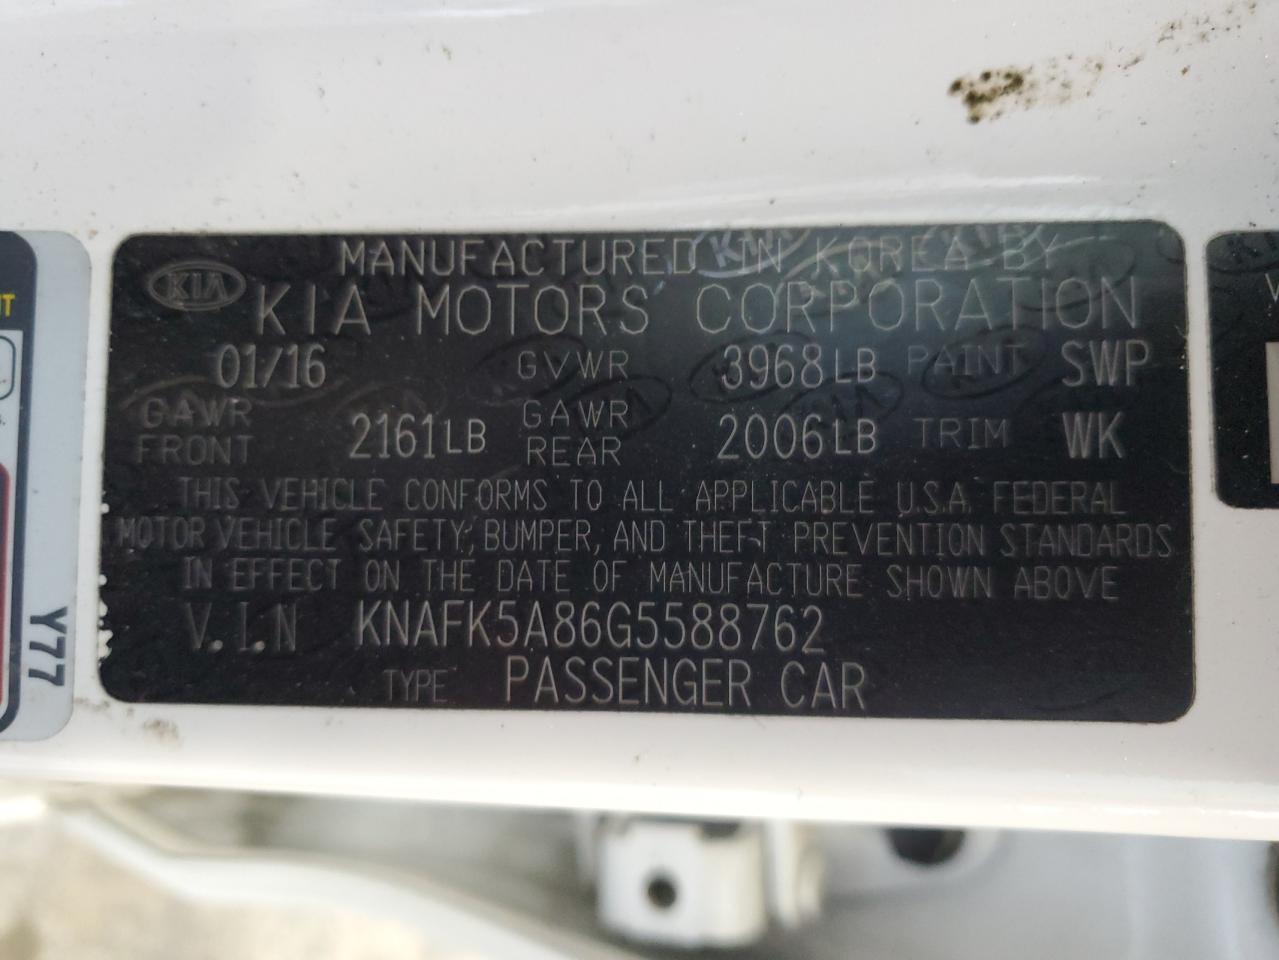 MANUFACTURED IN KOREA BY
KIA
KIA MOTORS CORPORATION
01/16 GVWR 3968LB PAINT SWP
GAWR FRONT 2161LB GAWR REAR 2006LB TRIM WK
THIS VEHICLE CONFORMS TO ALL APPLICABLE U.S.A. FEDERAL
MOTOR VEHICLE SAFETY, BUMPER, AND THEFT PREVENTION STANDARDS
IN EFFECT ON THE DATE OF MANUFACTURE SHOWN ABOVE
V.I.N KNAFK5A86G5588762
TYPE PASSENGER CAR
Y77